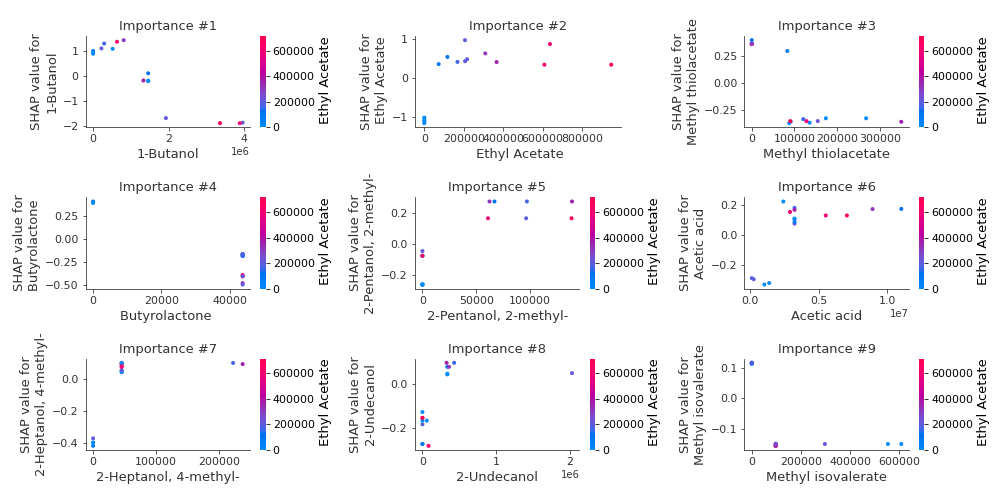 Importance #1
SHAP value for
1-Butanol
1
0
−1
−2
0
2
4
1e6
1-Butanol
600000
400000
200000
0
Ethyl Acetate
Importance #2
SHAP value for
Ethyl Acetate
1
0
−1
0
200000
400000
600000
800000
Ethyl Acetate
Importance #3
SHAP value for
Methyl thiolacetate
0.25
0.00
−0.25
0
100000
200000
300000
Methyl thiolacetate
600000
400000
200000
0
Ethyl Acetate
Importance #4
SHAP value for
Butyrolactone
0.25
0.00
−0.25
−0.50
0
20000
40000
Butyrolactone
600000
400000
200000
0
Ethyl Acetate
Importance #5
SHAP value for
2-Pentanol, 2-methyl-
0.2
0.0
−0.2
0
50000
100000
2-Pentanol, 2-methyl-
600000
400000
200000
0
Ethyl Acetate
Importance #6
SHAP value for
Acetic acid
0.2
0.0
−0.2
0.0
0.5
1.0
1e7
Acetic acid
600000
400000
200000
0
Ethyl Acetate
Importance #7
SHAP value for
2-Heptanol, 4-methyl-
0.0
−0.2
−0.4
0
100000
200000
2-Heptanol, 4-methyl-
600000
400000
200000
0
Ethyl Acetate
Importance #8
SHAP value for
2-Undecanol
0.0
−0.2
0
1
2
1e6
2-Undecanol
600000
400000
200000
0
Ethyl Acetate
Importance #9
SHAP value for
Methyl isovalerate
0.1
0.0
−0.1
0
200000
400000
600000
Methyl isovalerate
600000
400000
200000
0
Ethyl Acetate